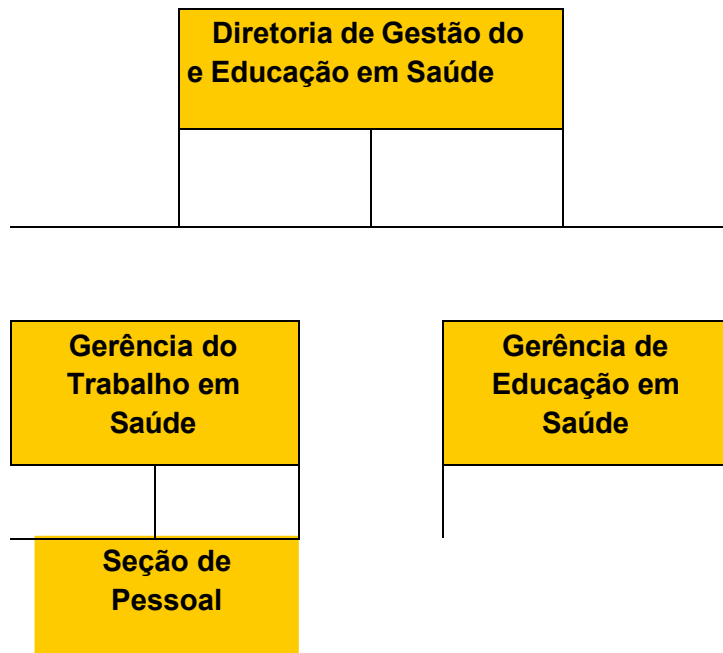 Diretoria de Gestão do
e Educação em Saúde
Gerência do
Trabalho em
Saúde
Gerência de
Educação em
Saúde
Seção de
Pessoal